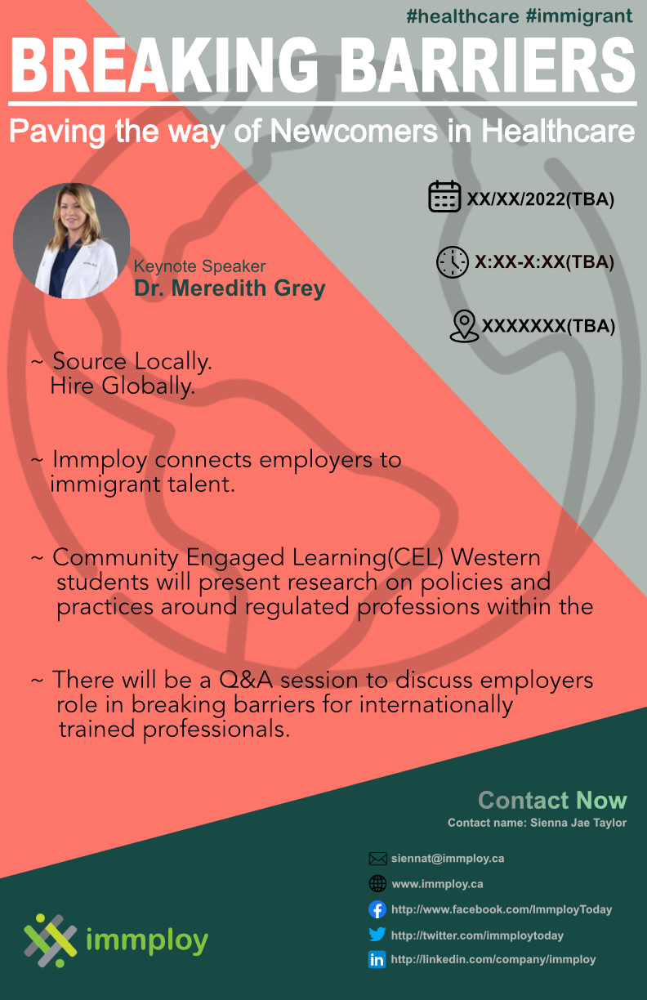 #healthcare #immigrant
BREAKING BARRIERS
Paving the way of Newcomers in Healthcare
XX/XX/2022(TBA)
X:XX-X:XX(TBA)
XXXXXXX(TBA)
Keynote Speaker
Dr. Meredith Grey
~ Source Locally.
Hire Globally.
~ Immploy connects employers to
immigrant talent.
~ Community Engaged Learning(CEL) Western
students will present research on policies and
practices around regulated professions within the
~ There will be a Q&A session to discuss employers
role in breaking barriers for internationally
trained professionals.
Contact Now
Contact name: Sienna Jae Taylor
siennat@immploy.ca
www.immploy.ca
http://www.facebook.com/ImmployToday
http://twitter.com/immploytoday
in http://linkedin.com/company/immploy
immploy